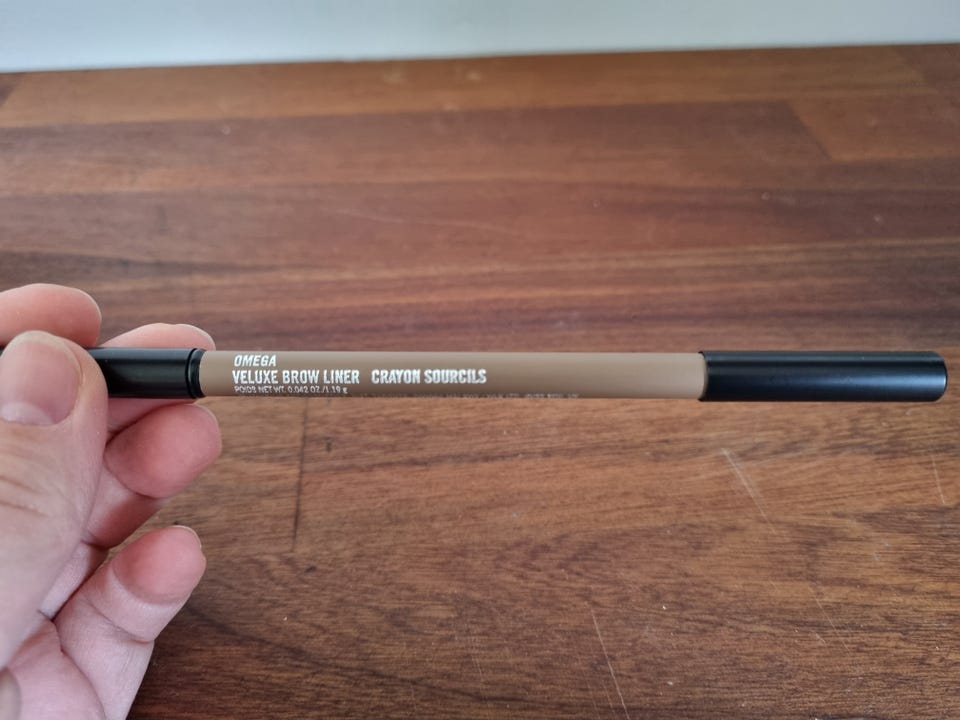 OMEGA
VELUXE BROW LINER CRAYON SOURCILS
POIDS NET WT. 0.042 OZ/1.19 g